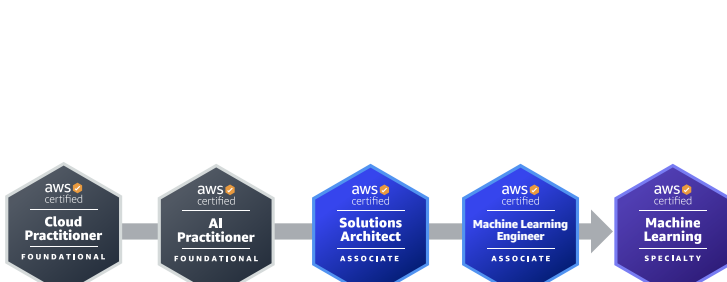 aws
certified
Cloud
Practitioner
FOUNDATIONAL
aws
certified
AI
Practitioner
FOUNDATIONAL
aws
certified
Solutions
Architect
ASSOCIATE
aws
certified
Machine Learning
Engineer
ASSOCIATE
aws
certified
Machine
Learning
SPECIALTY